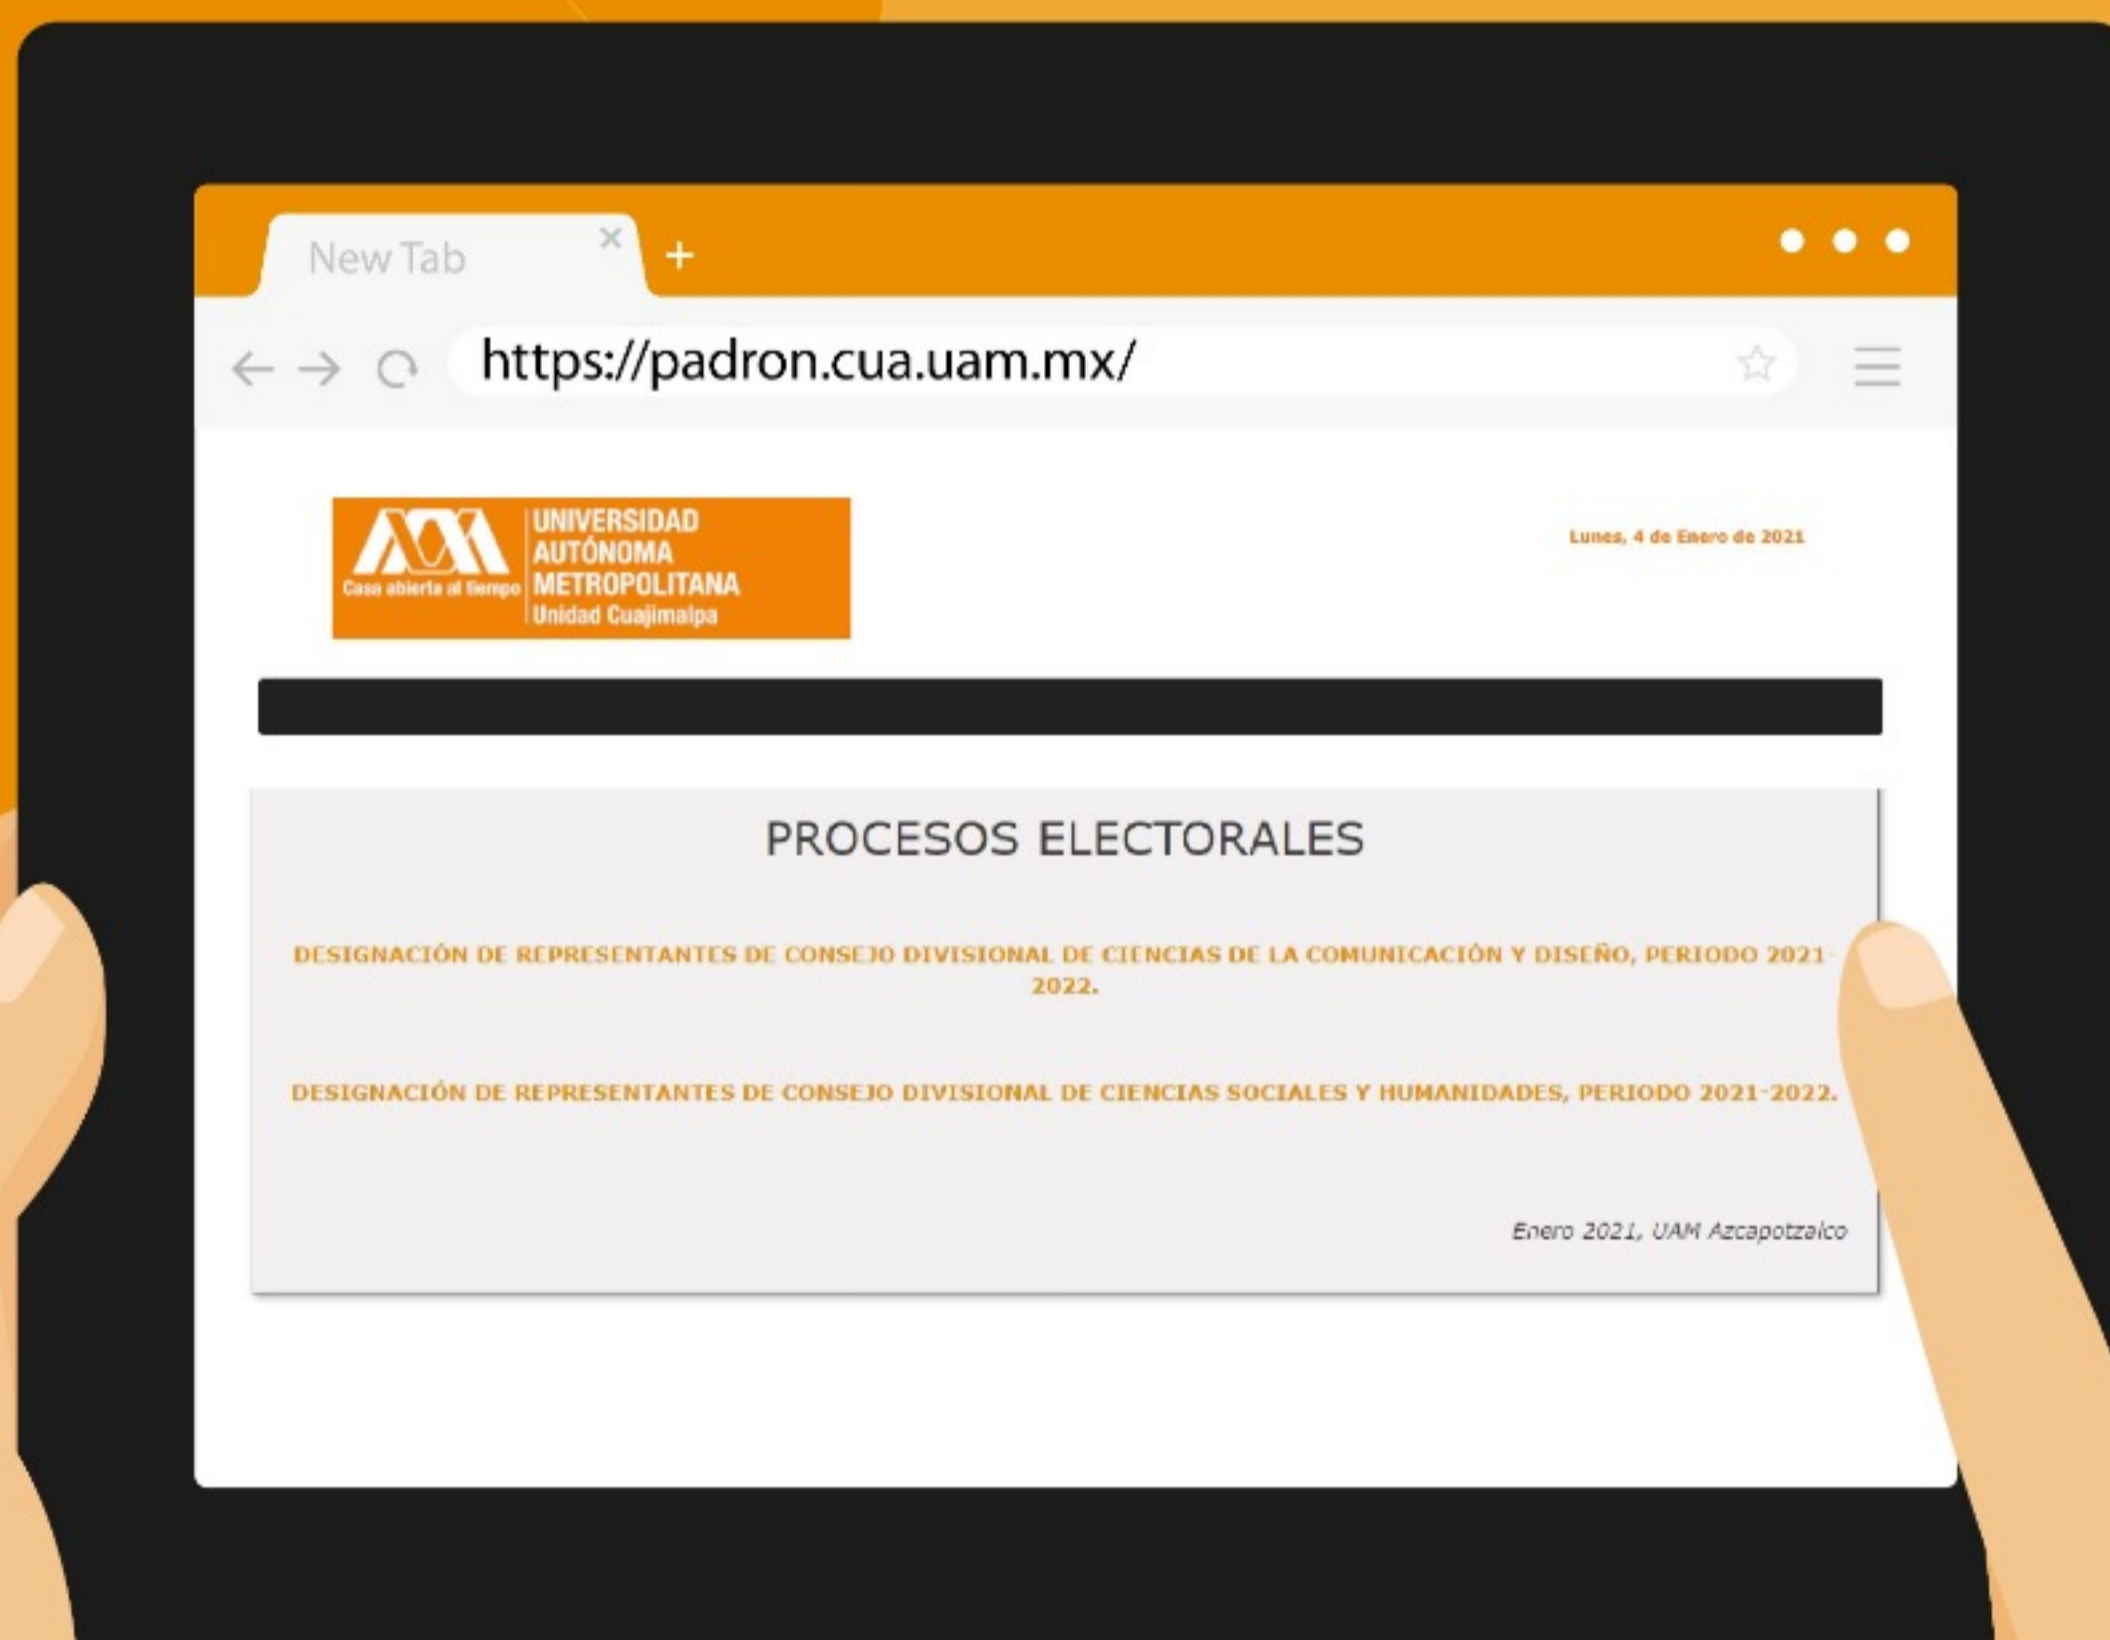 New Tab
https://padron.cua.uam.mx/
UNIVERSIDAD
AUTÓNOMA
METROPOLITANA
Casa abierta al tiempo
Unidad Cuajimalpa
Lunes, 4 de Enero de 2021
PROCESOS ELECTORALES
DESIGNACIÓN DE REPRESENTANTES DE CONSEJO DIVISIONAL DE CIENCIAS DE LA COMUNICACIÓN Y DISEÑO, PERIODO 2021-
2022.
DESIGNACIÓN DE REPRESENTANTES DE CONSEJO DIVISIONAL DE CIENCIAS SOCIALES Y HUMANIDADES, PERIODO 2021-2022.
Enero 2021, UAM Azcapotzalco